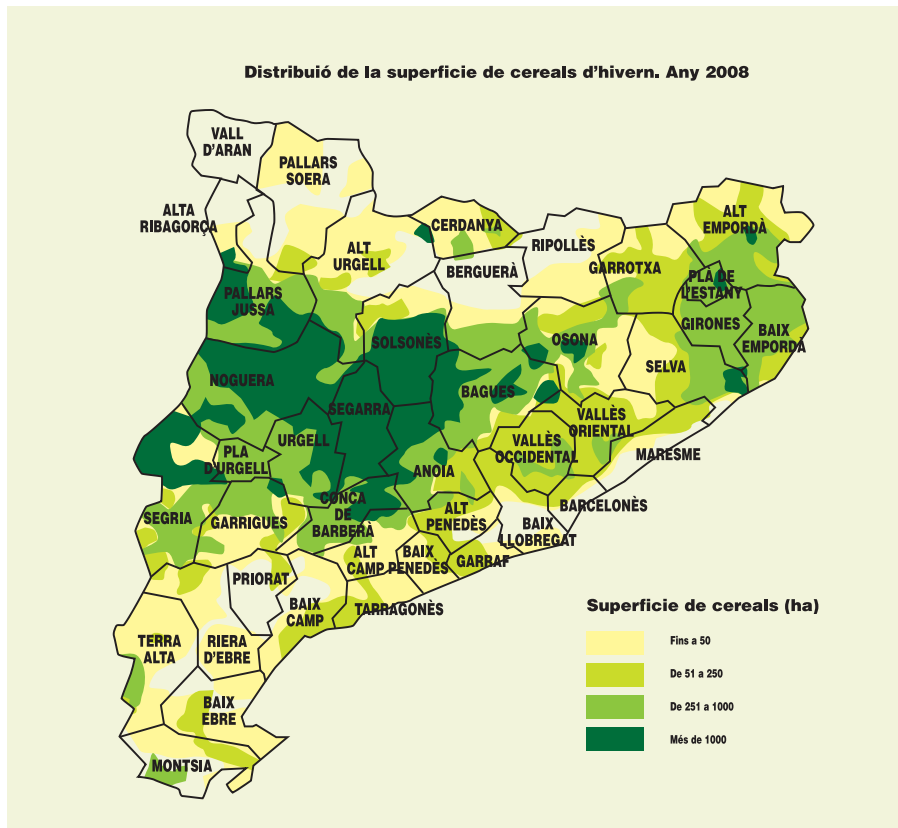 Distribuió de la superficie de cereals d'hivern. Any 2008
VALL
D'ARAN
PALLARS
SOERA
ALTA
RIBAGORÇA
ALT
URGELL
CERDANYA
BERGUERÀ
RIPOLLÈS
GARROTXA
ALT
EMPORDÀ
PLÀ DE
L'ESTANY
GIRONES
BAIX
EMPORDÀ
PALLARS
JUSSÀ
SOLSONÈS
OSONA
SELVA
NOGUERA
BAGUES
SEGARRA
URGELL
PLA
D'URGELL
VALLÈS
ORIENTAL
VALLÈS
OCCIDENTAL
MARESME
ANOIA
SEGRIA
GARRIGUES
CONCA
DE
BARBERÀ
ALT
PENEDÈS
BARCELONÈS
BAIX
LLOBREGAT
ALT
CAMP
BAIX
PENEDÈS
GARRAF
PRIORAT
BAIX
CAMP
TARRAGONÈS
TERRA
ALTA
RIERA
D'EBRE
BAIX
EBRE
MONTSIA
Superficie de cereals (ha)
Fins a 50
De 51 a 250
De 251 a 1000
Més de 1000